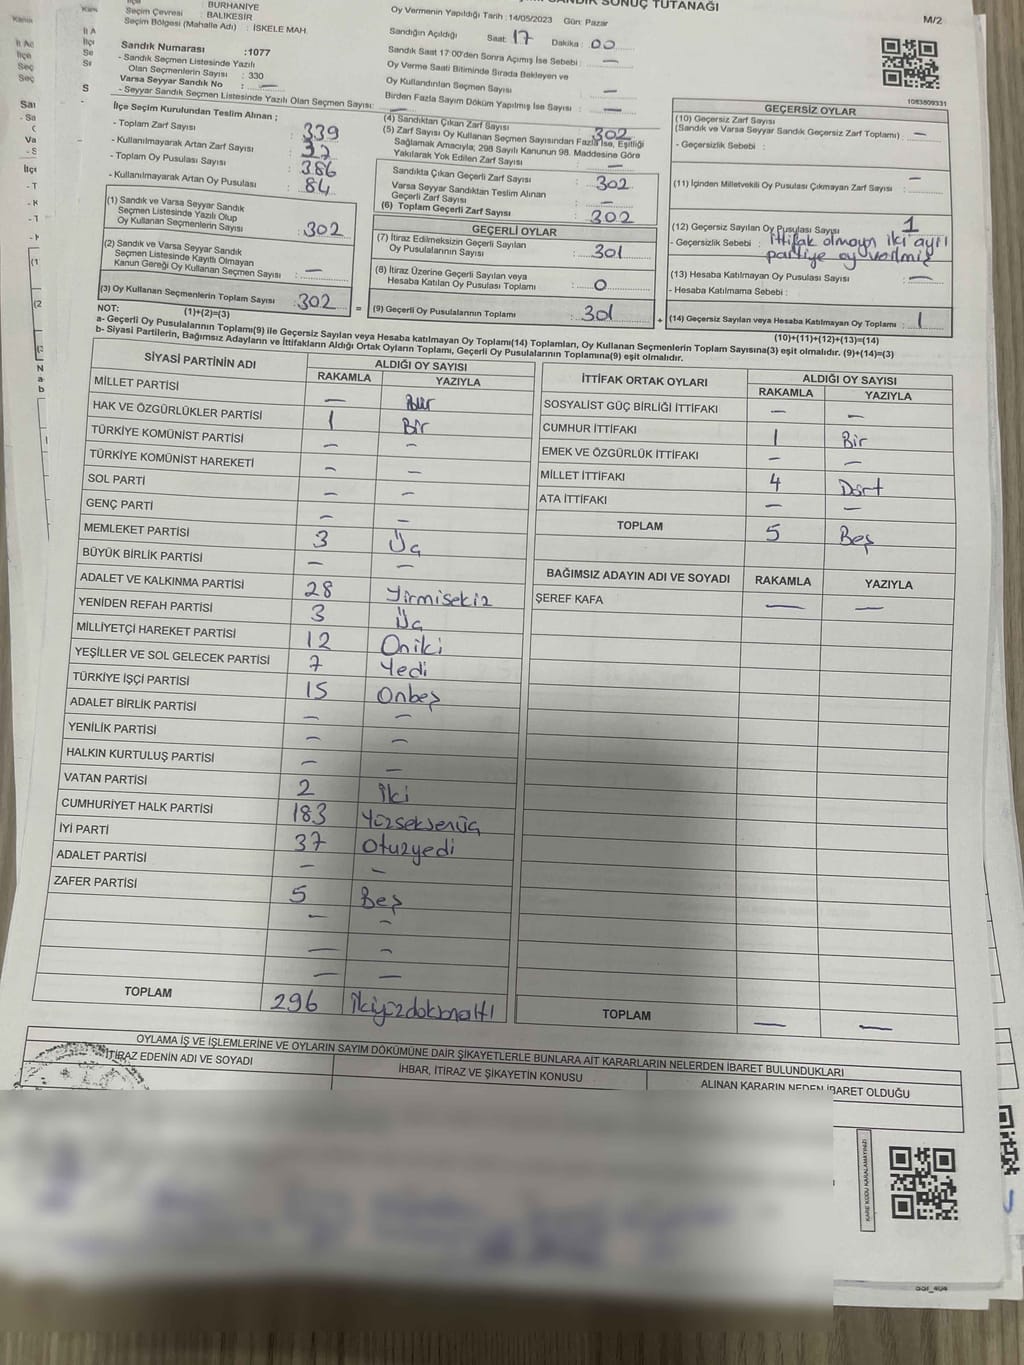 SONUÇ TUTANAĞI
M/2
BURHANİYE
Seçim Çevresi : BALIKESİR
Seçim Bölgesi (Mahalle Adı) : İSKELE MAH.
Sandık Numarası :1077
- Sandık Seçmen Listesinde Yazılı
Olan Seçmenlerin Sayısı : 330
Varsa Seyyar Sandık No : —
- Seyyar Sandık Seçmen Listesinde Yazılı Olan Seçmen Sayısı: —
Oy Vermenin Yapıldığı Tarih : 14/05/2023 Gün: Pazar
Sandığın Açıldığı Saat: 17 Dakika : 00
Sandık Saat 17:00'den Sonra Açımış İse Sebebi : —
Oy Verme Saati Bitiminde Sırada Bekleyen ve
Oy Kullandırılan Seçmen Sayısı : —
Birden Fazla Sayım Döküm Yapılmış İse Sayısı : —
1083809331
İlçe Seçim Kurulundan Teslim Alınan ;
- Toplam Zarf Sayısı : 339
- Kullanılmayarak Artan Zarf Sayısı : 37
- Toplam Oy Pusulası Sayısı : 386
- Kullanılmayarak Artan Oy Pusulası : 84
(1) Sandık ve Varsa Seyyar Sandık
Seçmen Listesinde Yazılı Olup
Oy Kullanan Seçmenlerin Sayısı : 302
(2) Sandık ve Varsa Seyyar Sandık
Seçmen Listesinde Kayıtlı Olmayan
Kanun Gereği Oy Kullanan Seçmen Sayısı : —
(3) Oy Kullanan Seçmenlerin Toplam Sayısı : 302
(1)+(2)=(3)
(4) Sandıktan Çıkan Zarf Sayısı : 302
(5) Zarf Sayısı Oy Kullanan Seçmen Sayısından Fazla İse, Eşitliği
Sağlamak Amacıyla; 298 Sayılı Kanunun 98. Maddesine Göre
Yakılarak Yok Edilen Zarf Sayısı : —
Sandıkta Çıkan Geçerli Zarf Sayısı : 302
Varsa Seyyar Sandıktan Teslim Alınan
Geçerli Zarf Sayısı : —
(6) Toplam Geçerli Zarf Sayısı : 302
GEÇERLİ OYLAR
(7) İtiraz Edilmeksizin Geçerli Sayılan
Oy Pusulalarının Sayısı : 301
(8) İtiraz Üzerine Geçerli Sayılan veya
Hesaba Katılan Oy Pusulası Toplamı : 0
= (9) Geçerli Oy Pusulalarının Toplamı : 301
GEÇERSİZ OYLAR
(10) Geçersiz Zarf Sayısı
(Sandık ve Varsa Seyyar Sandık Geçersiz Zarf Toplamı) : —
- Geçersizlik Sebebi :
(11) İçinden Milletvekili Oy Pusulası Çıkmayan Zarf Sayısı : —
(12) Geçersiz Sayılan Oy Pusulası Sayısı : 1
- Geçersizlik Sebebi : İttifak olmayan iki ayrı
partiye oy verilmiş
(13) Hesaba Katılmayan Oy Pusulası Sayısı : —
- Hesaba Katılmama Sebebi :
+ (14) Geçersiz Sayılan veya Hesaba Katılmayan Oy Toplamı : 1
(10)+(11)+(12)+(13)=(14)
NOT:
a- Geçerli Oy Pusulalarının Toplamı(9) ile Geçersiz Sayılan veya Hesaba katılmayan Oy Toplamı(14) Toplamları, Oy Kullanan Seçmenlerin Toplam Sayısına(3) eşit olmalıdır. (9)+(14)=(3)
b- Siyasi Partilerin, Bağımsız Adayların ve İttifakların Aldığı Ortak Oyların Toplamı, Geçerli Oy Pusulalarının Toplamına(9) eşit olmalıdır.
SİYASİ PARTİNİN ADI ALDIĞI OY SAYISI
RAKAMLA YAZIYLA
MİLLET PARTİSİ —
HAK VE ÖZGÜRLÜKLER PARTİSİ 1 Bir
TÜRKİYE KOMÜNİST PARTİSİ — —
TÜRKİYE KOMÜNİST HAREKETİ — —
SOL PARTİ — —
GENÇ PARTİ — —
MEMLEKET PARTİSİ 3 Üç
BÜYÜK BİRLİK PARTİSİ — —
ADALET VE KALKINMA PARTİSİ 28 Yirmisekiz
YENİDEN REFAH PARTİSİ 3 Üç
MİLLİYETÇİ HAREKET PARTİSİ 12 Oniki
YEŞİLLER VE SOL GELECEK PARTİSİ 7 Yedi
TÜRKİYE İŞÇİ PARTİSİ 15 Onbeş
ADALET BİRLİK PARTİSİ — —
YENİLİK PARTİSİ — —
HALKIN KURTULUŞ PARTİSİ — —
VATAN PARTİSİ 2 İki
CUMHURİYET HALK PARTİSİ 183 Yüzseksenüç
İYİ PARTİ 37 Otuzyedi
ADALET PARTİSİ — —
ZAFER PARTİSİ 5 Beş
— —
— —
— —
TOPLAM 296 İkiyüzdoksanaltı
İTTİFAK ORTAK OYLARI ALDIĞI OY SAYISI
RAKAMLA YAZIYLA
SOSYALİST GÜÇ BİRLİĞİ İTTİFAKI — —
CUMHUR İTTİFAKI 1 Bir
EMEK VE ÖZGÜRLÜK İTTİFAKI — —
MİLLET İTTİFAKI 4 Dört
ATA İTTİFAKI — —
TOPLAM 5 Beş
BAĞIMSIZ ADAYIN ADI VE SOYADI RAKAMLA YAZIYLA
ŞEREF KAFA — —
TOPLAM — —
OYLAMA İŞ VE İŞLEMLERİNE VE OYLARIN SAYIM DÖKÜMÜNE DAİR ŞİKAYETLERLE BUNLARA AİT KARARLARIN NELERDEN İBARET BULUNDUKLARI
İTİRAZ EDENİN ADI VE SOYADI İHBAR, İTİRAZ VE ŞİKAYETİN KONUSU ALINAN KARARIN NEDEN İBARET OLDUĞU
KARE KODU KARALAMAYINIZ!